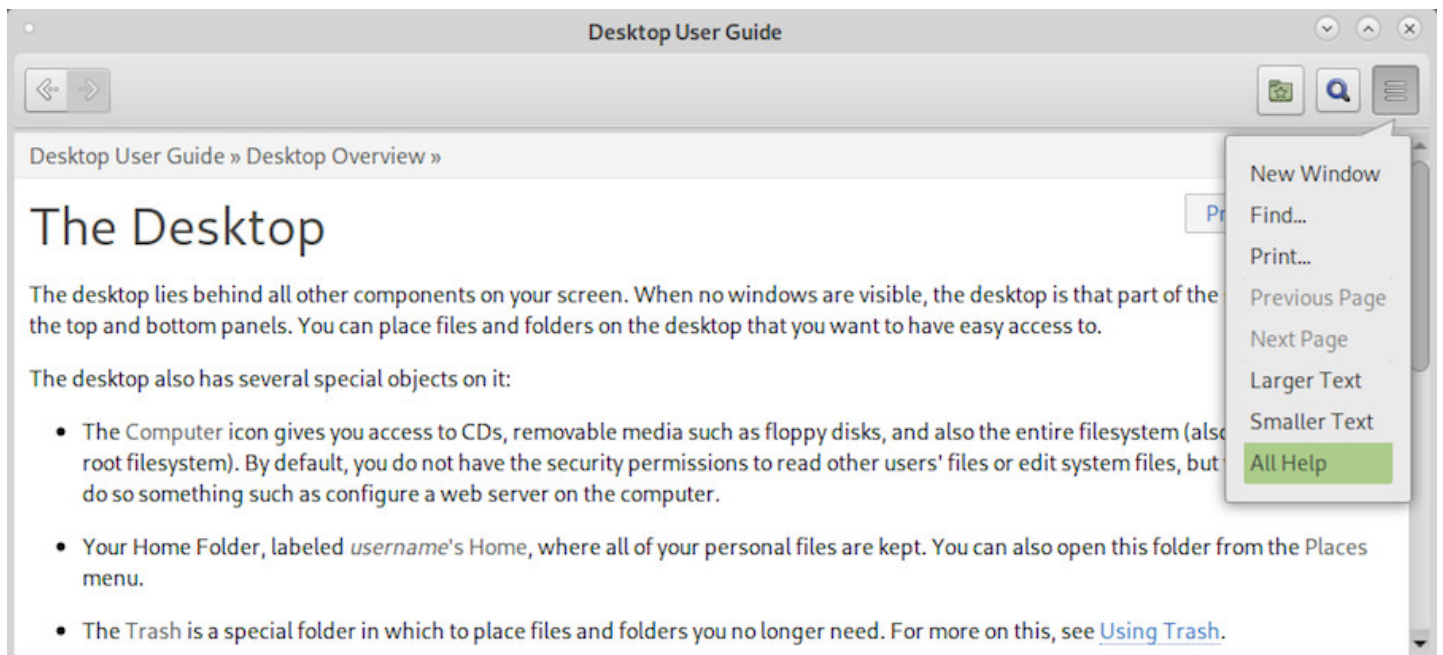 Desktop User Guide
Desktop User Guide » Desktop Overview »
The Desktop
Pr
The desktop lies behind all other components on your screen. When no windows are visible, the desktop is that part of the
the top and bottom panels. You can place files and folders on the desktop that you want to have easy access to.
The desktop also has several special objects on it:
• The Computer icon gives you access to CDs, removable media such as floppy disks, and also the entire filesystem (also
root filesystem). By default, you do not have the security permissions to read other users' files or edit system files, but
do so something such as configure a web server on the computer.
• Your Home Folder, labeled username's Home, where all of your personal files are kept. You can also open this folder from the Places
menu.
• The Trash is a special folder in which to place files and folders you no longer need. For more on this, see Using Trash.
New Window
Find...
Print...
Previous Page
Next Page
Larger Text
Smaller Text
All Help